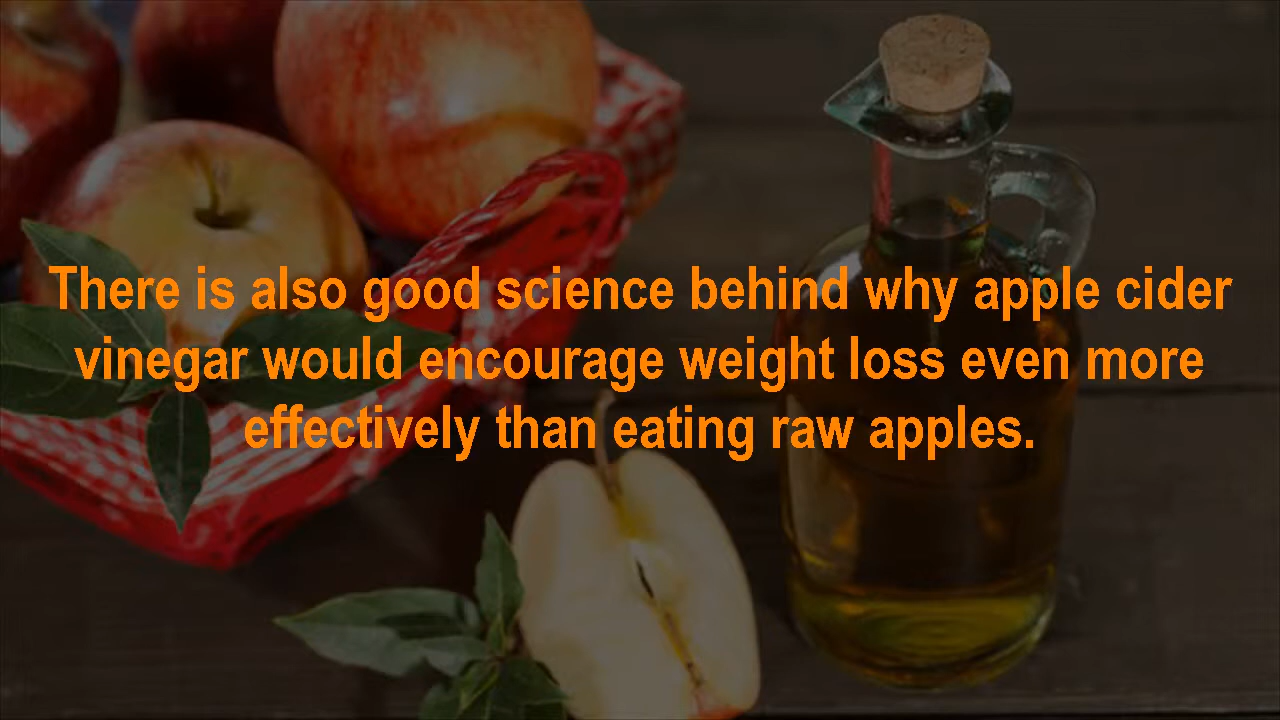 There is also good science behind why apple cider
vinegar would encourage weight loss even more
effectively than eating raw apples.